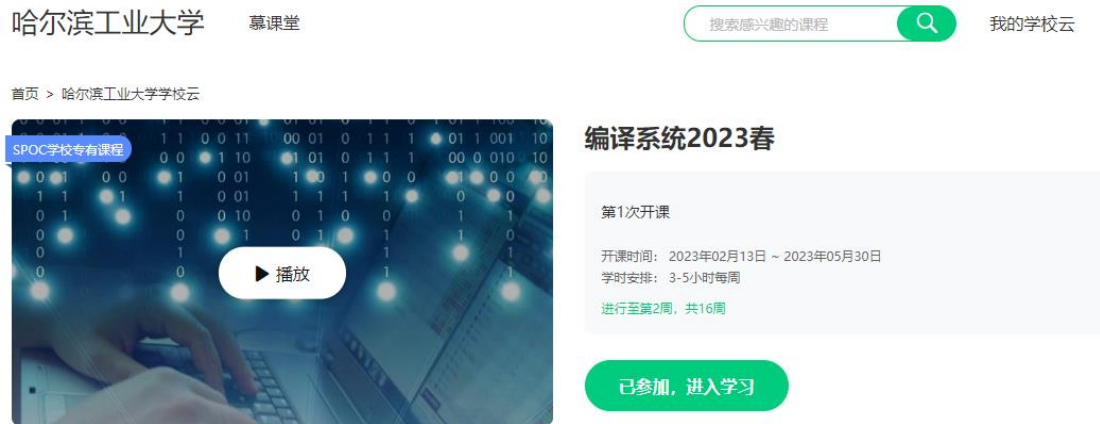 哈尔滨工业大学
慕课堂
搜索感兴趣的课程
我的学校云
首页 > 哈尔滨工业大学学校云
SPOC学校专有课程
播放
编译系统2023春
第1次开课
开课时间： 2023年02月13日 ~ 2023年05月30日
学时安排： 3-5小时每周
进行至第2周，共16周
已参加，进入学习